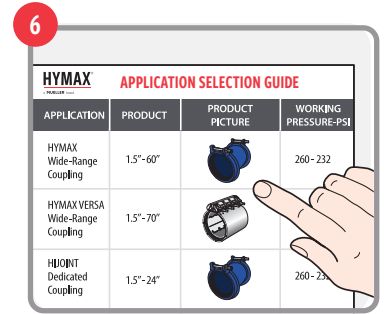 6
HYMAX®
APPLICATION SELECTION GUIDE
APPLICATION
PRODUCT
PRODUCT
PICTURE
WORKING
PRESSURE-PSI
HYMAX
Wide-Range
Coupling
1.5”-60”
260 - 232
HYMAX VERSA
Wide-Range
Coupling
1.5”-70”
HIJOINT
Dedicated
Coupling
1.5”-24”
260 -